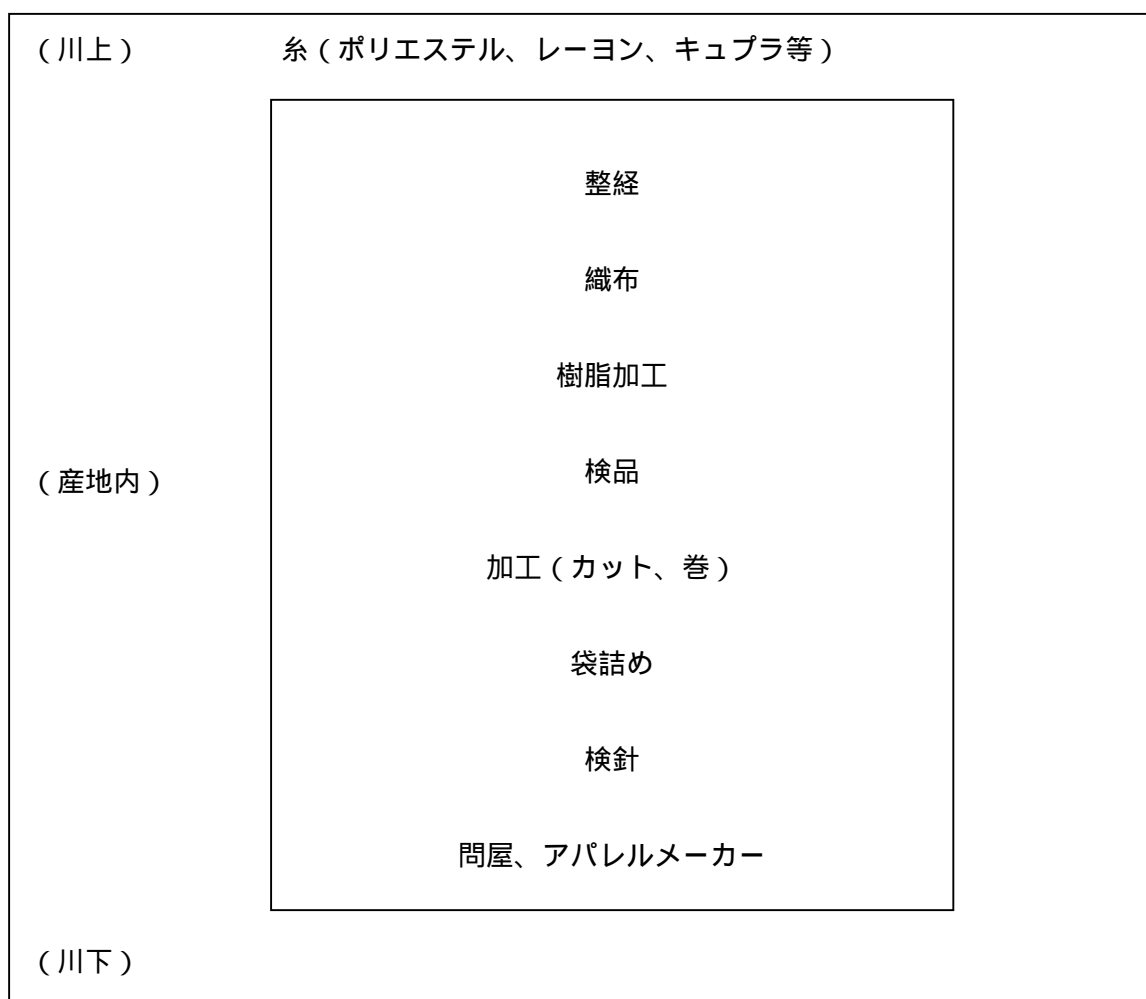 (川上) 糸(ポリエステル、レーヨン、キュプラ等)
整経
織布
樹脂加工
(産地内) 検品
加工(カット、巻)
袋詰め
検針
問屋、アパレルメーカー
(川下)